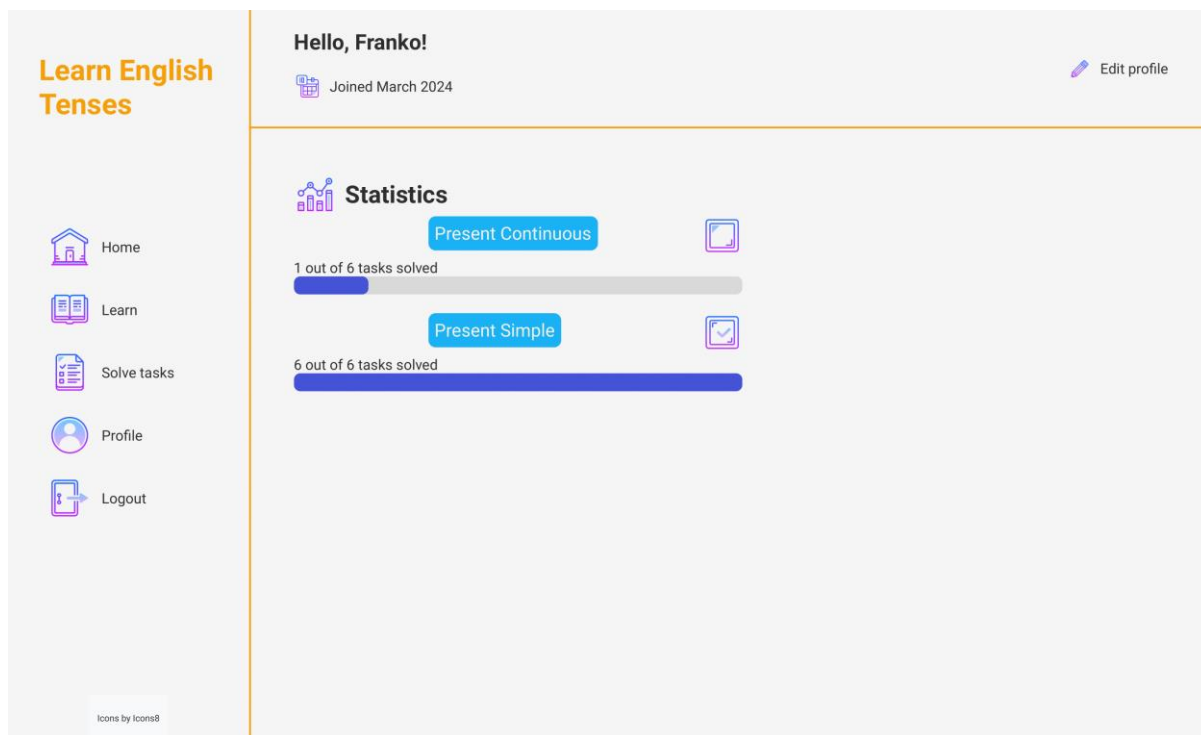 Learn English
Tenses
Home
Learn
Solve tasks
Profile
Logout
Icons by Icons8
Hello, Franko!
Joined March 2024
Edit profile
Statistics
Present Continuous
1 out of 6 tasks solved
Present Simple
6 out of 6 tasks solved